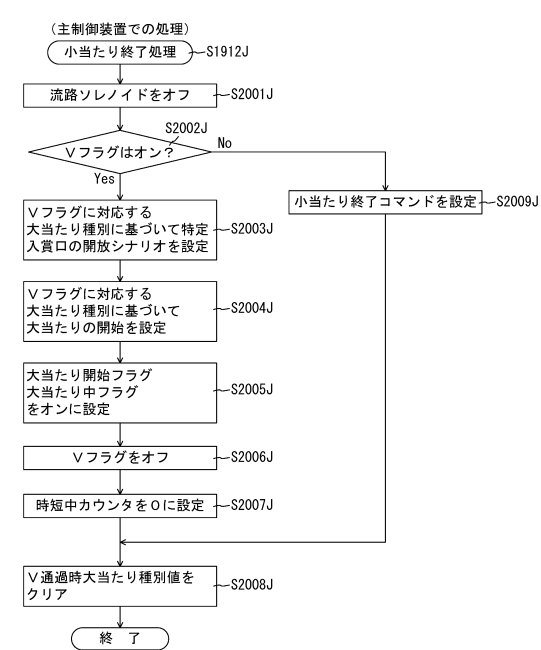 (主制御装置での処理)
小当たり終了処理
S1912J
流路ソレノイドをオフ
S2001J
S2002J
Vフラグはオン?
No
Yes
Vフラグに対応する
大当たり種別に基づいて特定
入賞口の開放シナリオを設定
S2003J
小当たり終了コマンドを設定
S2009J
Vフラグに対応する
大当たり種別に基づいて
大当たりの開始を設定
S2004J
大当たり開始フラグ
大当たり中フラグ
をオンに設定
S2005J
Vフラグをオフ
S2006J
時短中カウンタを0に設定
S2007J
V通過時大当たり種別値を
クリア
S2008J
終 了